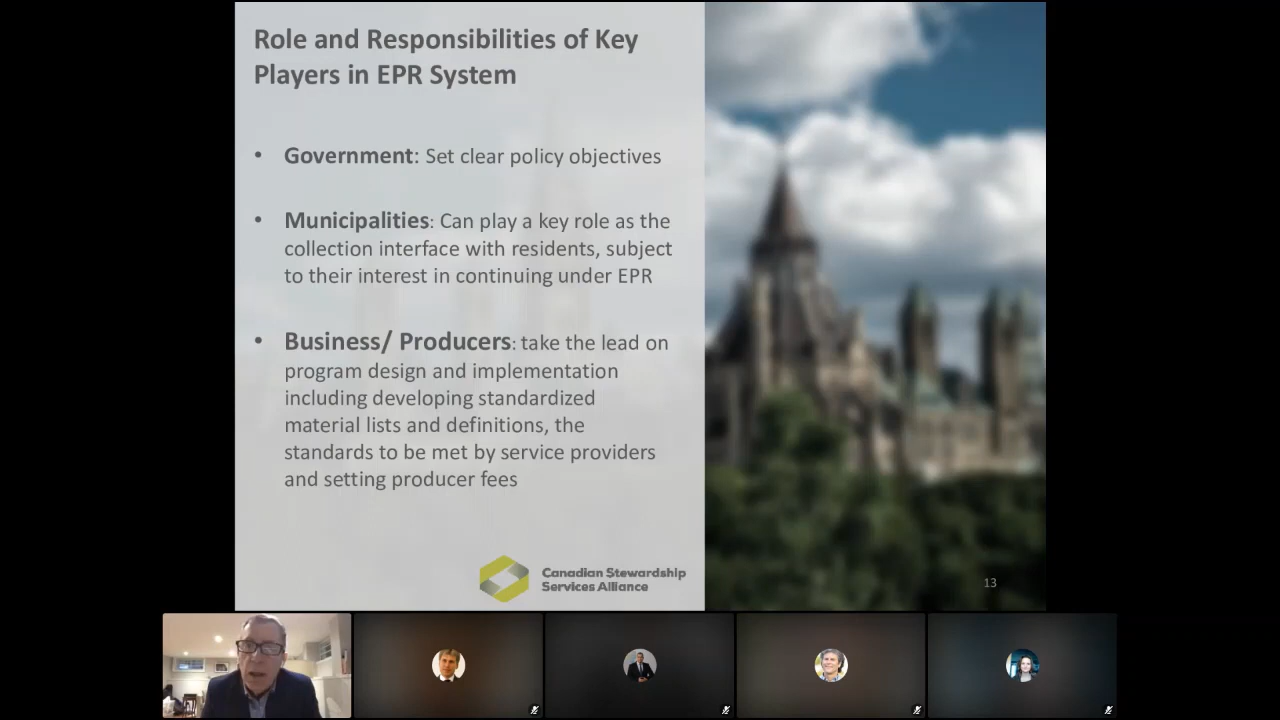 Role and Responsibilities of Key
Players in EPR System
• Government: Set clear policy objectives
• Municipalities: Can play a key role as the
collection interface with residents, subject
to their interest in continuing under EPR
• Business/ Producers: take the lead on
program design and implementation
including developing standardized
material lists and definitions, the
standards to be met by service providers
and setting producer fees
Canadian Stewardship
Services Alliance
13